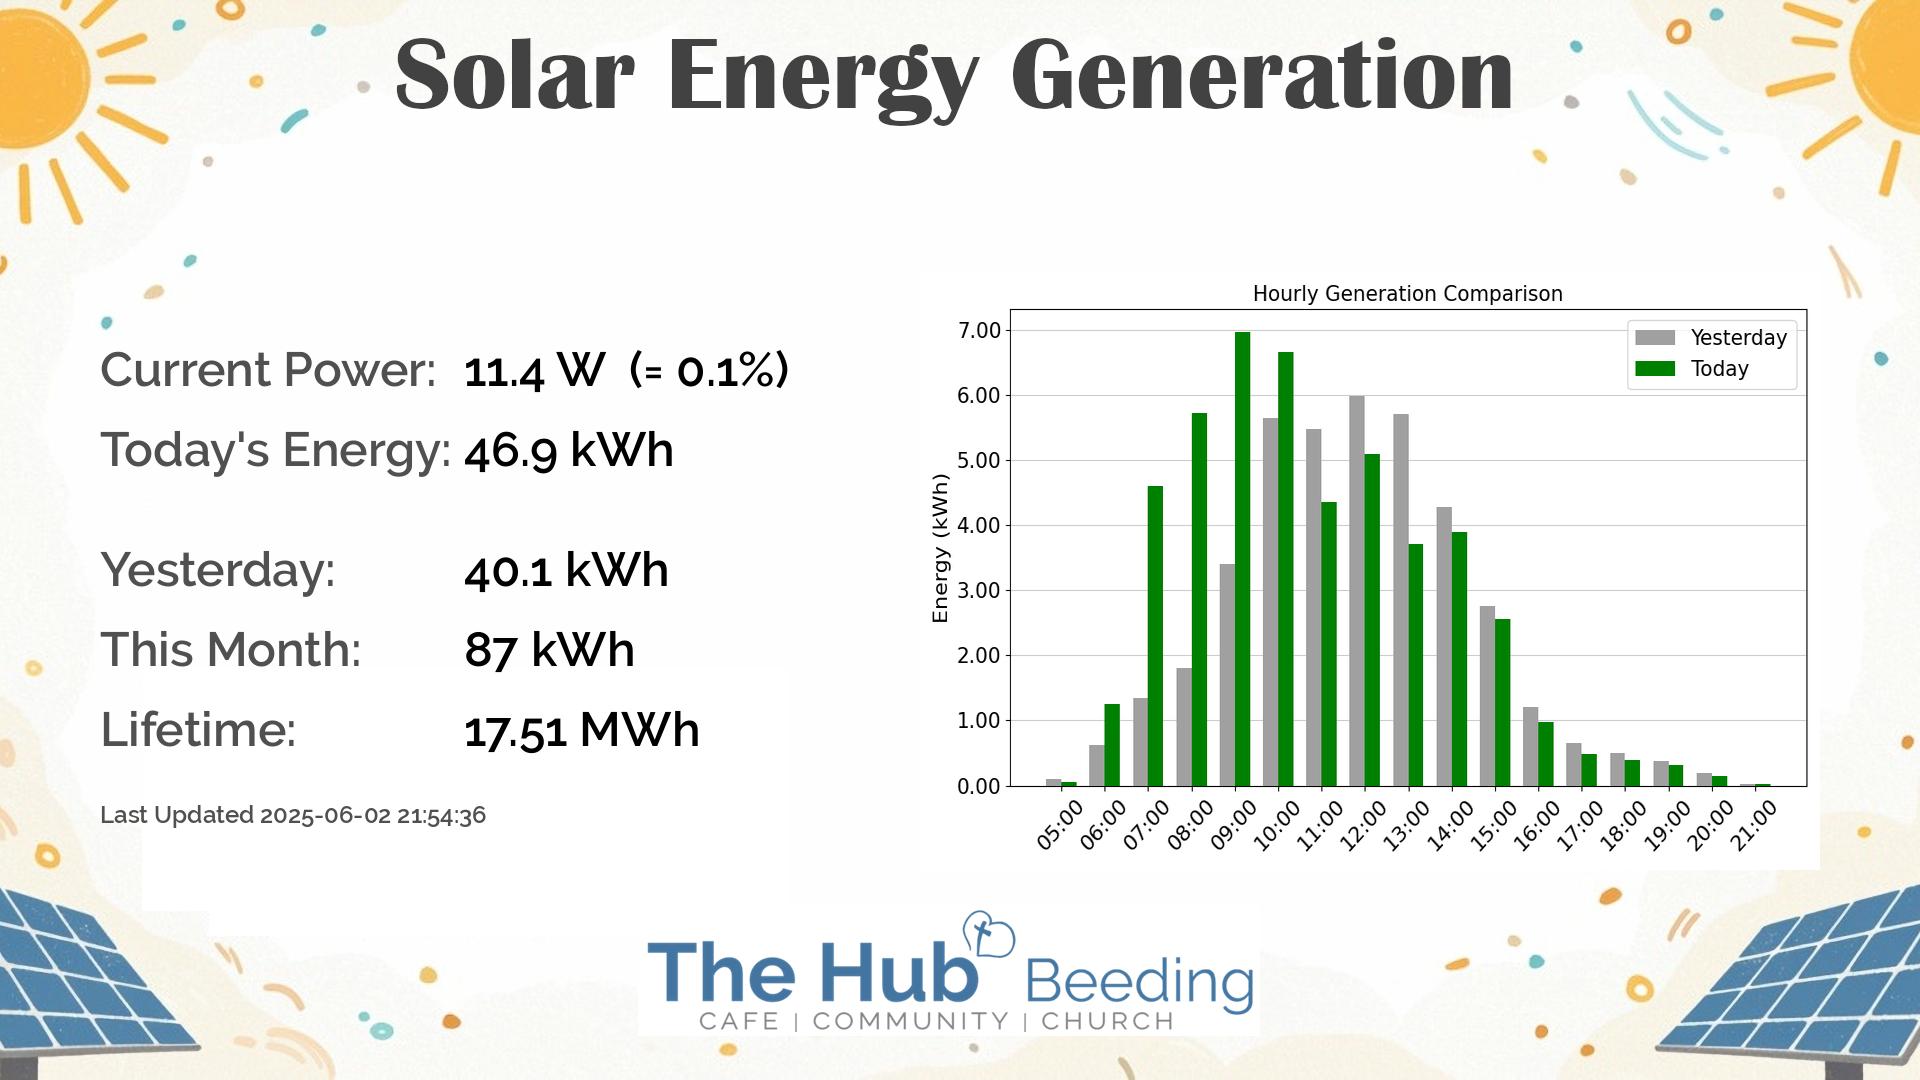 Solar Energy Generation
Current Power: 11.4 W (= 0.1%)
Today's Energy: 46.9 kWh
Yesterday: 40.1 kWh
This Month: 87 kWh
Lifetime: 17.51 MWh
Last Updated 2025-06-02 21:54:36
Hourly Generation Comparison
Yesterday
Today
Energy (kWh)
7.00
6.00
5.00
4.00
3.00
2.00
1.00
0.00
05:00 06:00 07:00 08:00 09:00 10:00 11:00 12:00 13:00 14:00 15:00 16:00 17:00 18:00 19:00 20:00 21:00
The Hub Beeding
CAFE | COMMUNITY | CHURCH